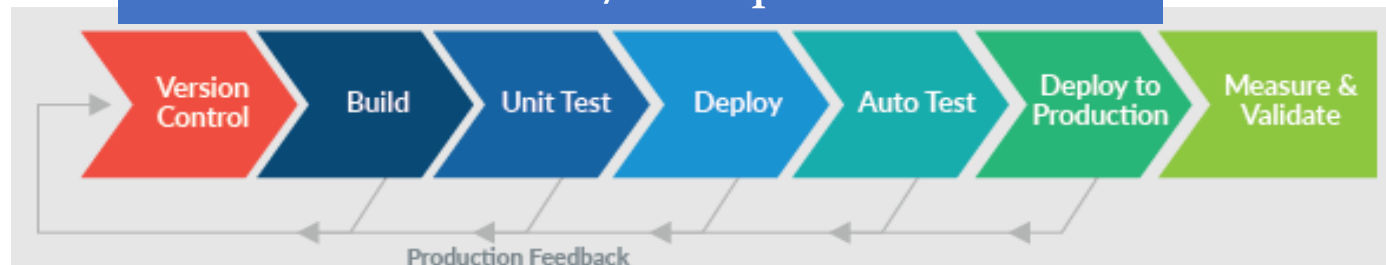 Version
Control
Build
Unit Test
Deploy
Auto Test
Deploy to
Production
Measure &
Validate
Production Feedback